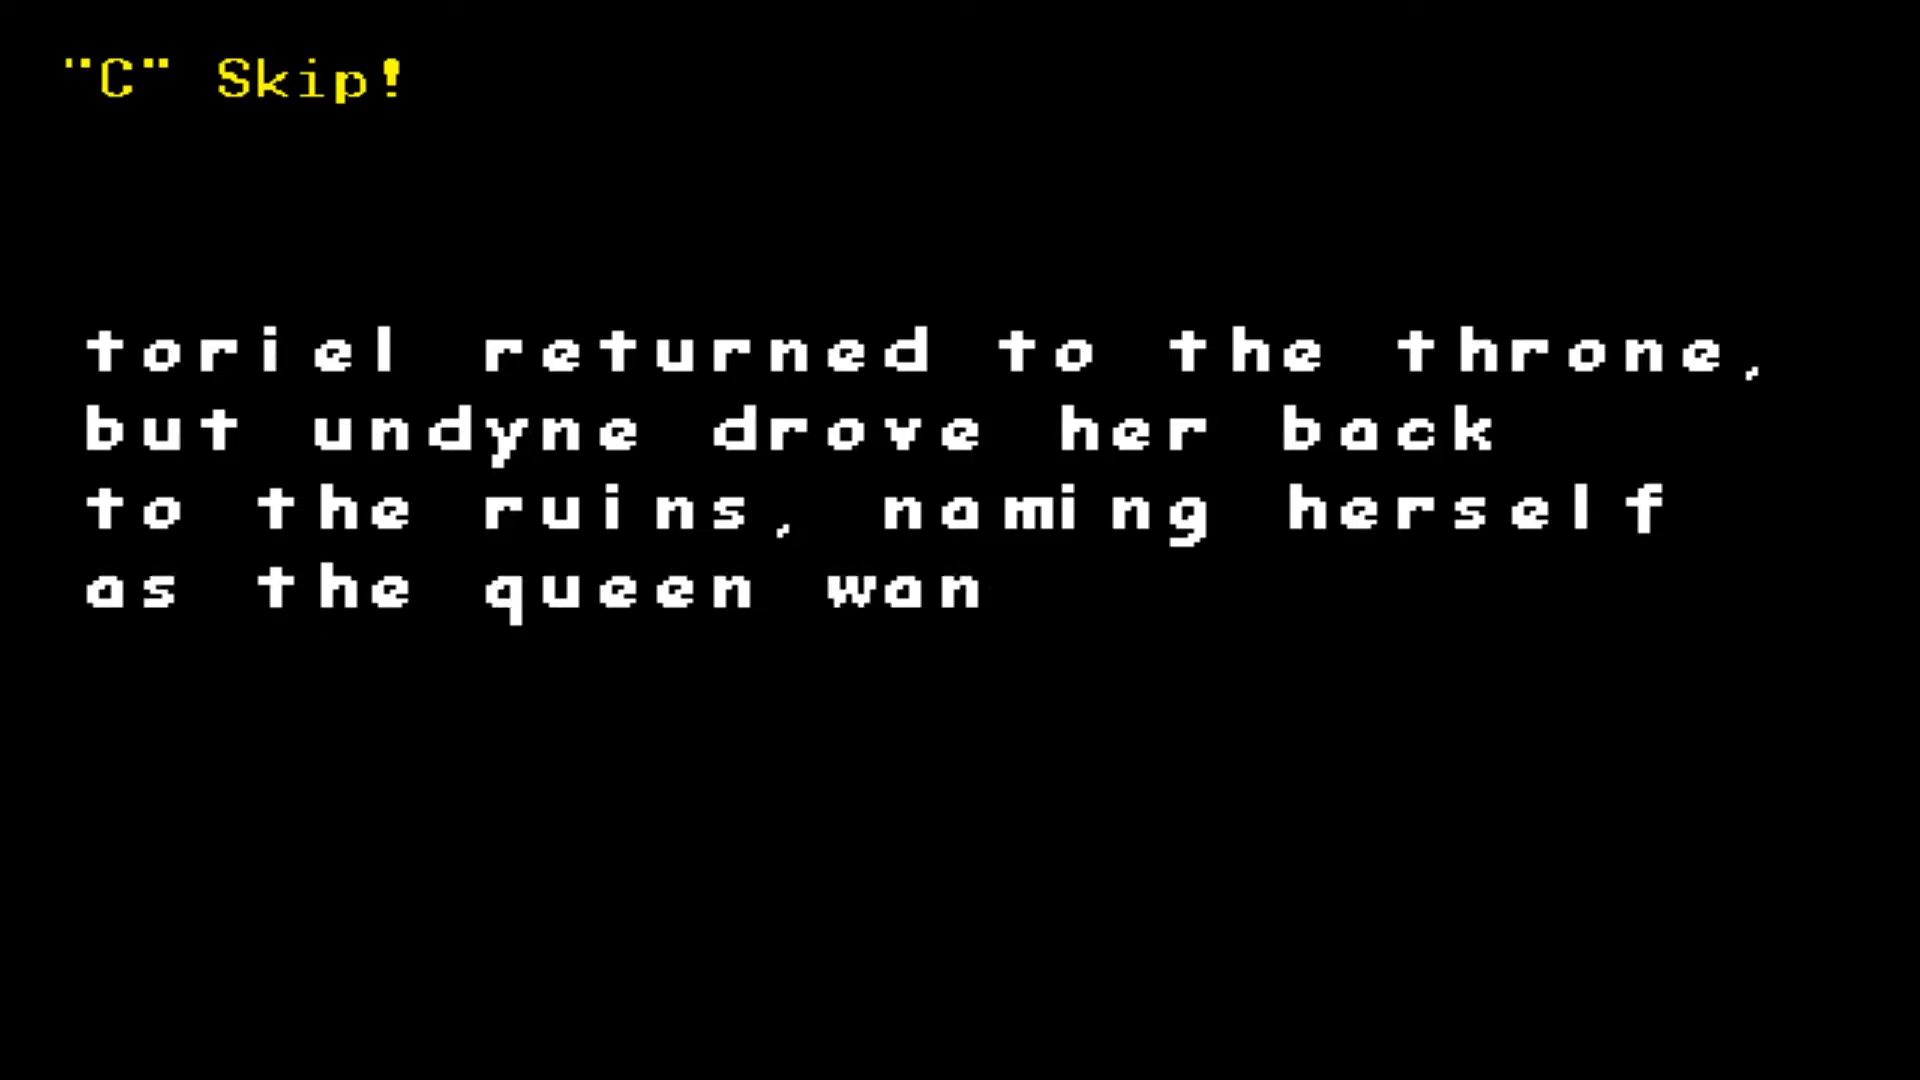 "C" Skip!
toriel returned to the throne,
but undyne drove her back
to the ruins, naming herself
as the queen wan